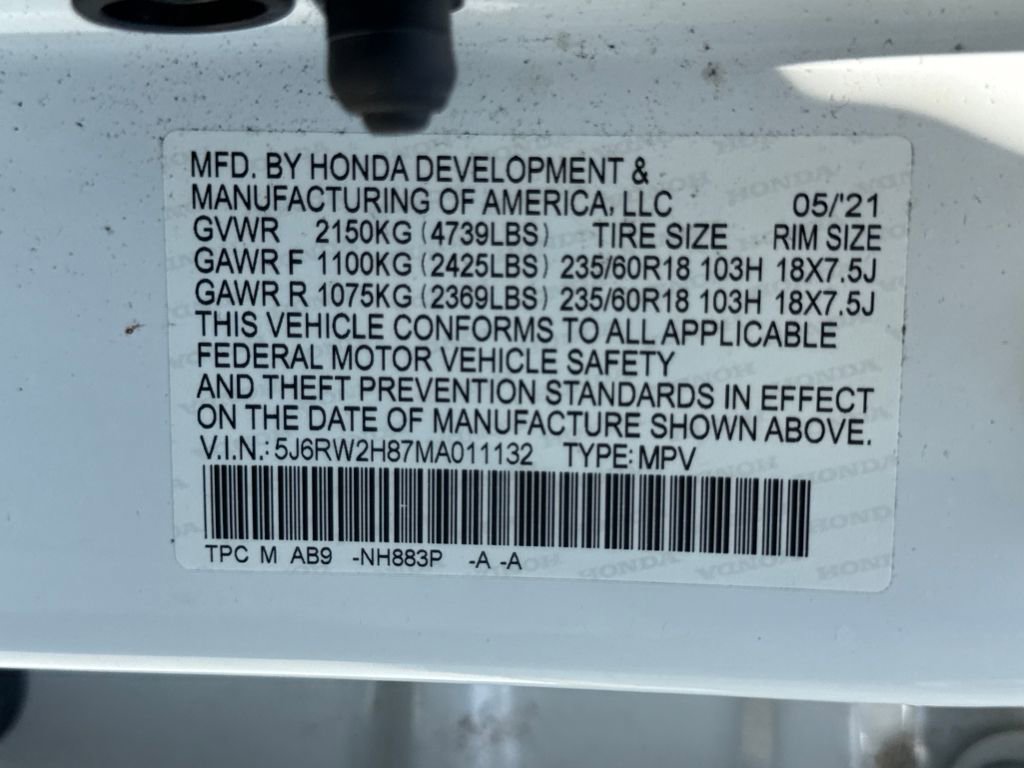 MFD. BY HONDA DEVELOPMENT &
MANUFACTURING OF AMERICA, LLC 05/'21
GVWR 2150KG (4739LBS) TIRE SIZE RIM SIZE
GAWR F 1100KG (2425LBS) 235/60R18 103H 18X7.5J
GAWR R 1075KG (2369LBS) 235/60R18 103H 18X7.5J
THIS VEHICLE CONFORMS TO ALL APPLICABLE
FEDERAL MOTOR VEHICLE SAFETY
AND THEFT PREVENTION STANDARDS IN EFFECT
ON THE DATE OF MANUFACTURE SHOWN ABOVE.
V.I.N.: 5J6RW2H87MA011132 TYPE: MPV
TPC M AB9 -NH883P -A -A